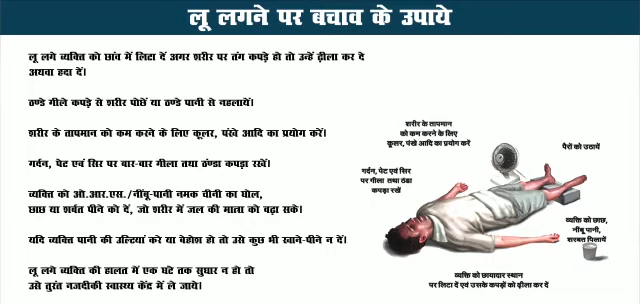 लू लगने पर बचाव के उपाये
लू लगे व्यक्ति को छांव में लिटा दें अगर शरीर पर तंग कपड़े हो तो उन्हें ढ़ीला कर दे
अथवा हटा दें।
ठण्डे गीले कपड़े से शरीर पोछें या ठण्डे पानी से नहलायें।
शरीर के तापमान को कम करने के लिए कूलर, पंखे आदि का प्रयोग करें।
गर्दन, पेट एवं सिर पर बार-बार गीला तथा ठंण्डा कपड़ा रखें।
व्यक्ति को ओ.आर.एस./नींबू-पानी नमक चीनी का घोल,
छाछ या शर्बत पीने को दें, जो शरीर में जल की मात्रा को बढ़ा सके।
यदि व्यक्ति पानी की उल्टियां करे या बेहोश हो तो उसे कुछ भी खाने-पीने न दें।
लू लगे व्यक्ति की हालत में एक घंटे तक सुधार न हो तो
उसे तुरंत नजदीकी स्वास्थ्य केंद्र में ले जाये।
शरीर के तापमान
को कम करने के लिए
कूलर, पंखे आदि का प्रयोग करें
पैरों को उठायें
गर्दन, पेट एवं सिर
पर गीला तथा ठंडा
कपड़ा रखें
व्यक्ति को छाछ,
नींबू पानी,
शरबत पिलायें
व्यक्ति को छायादार स्थान
पर लिटा दें एवं उसके कपड़ों को ढ़ीला कर दें